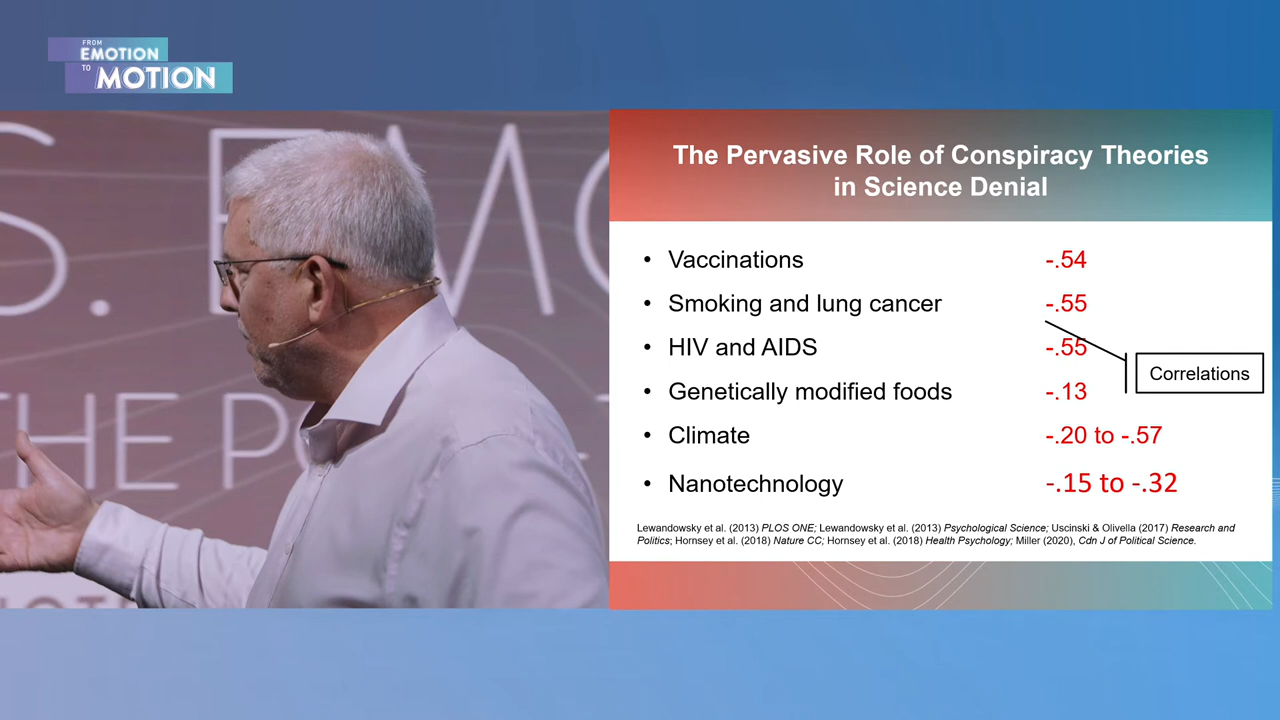 FROM
EMOTION
TO
MOTION
S. EMO
THE PO
The Pervasive Role of Conspiracy Theories
in Science Denial
• Vaccinations -.54
• Smoking and lung cancer -.55
• HIV and AIDS -.55
• Genetically modified foods -.13
Correlations
• Climate -.20 to -.57
• Nanotechnology -.15 to -.32
Lewandowsky et al. (2013) PLOS ONE; Lewandowsky et al. (2013) Psychological Science; Uscinski & Olivella (2017) Research and
Politics; Hornsey et al. (2018) Nature CC; Hornsey et al. (2018) Health Psychology; Miller (2020), Cdn J of Political Science.